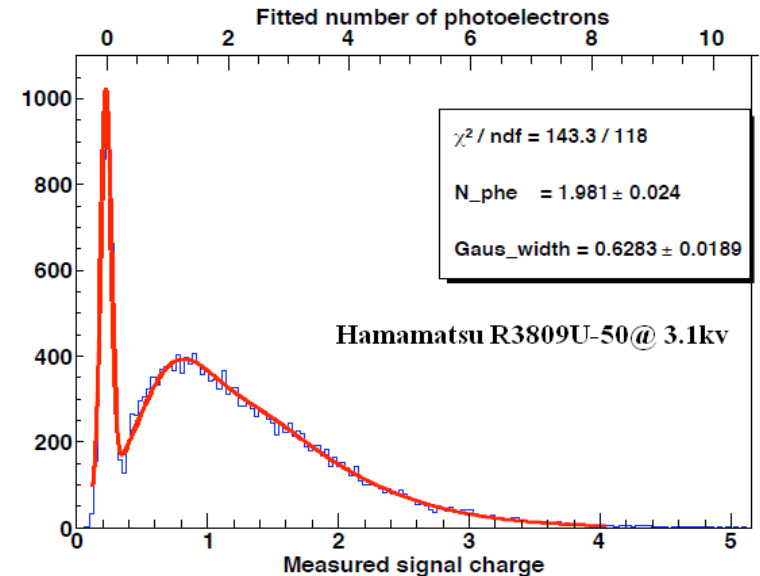 Fitted number of photoelectrons
0 2 4 6 8 10
1000
800
600
400
200
0
χ² / ndf = 143.3 / 118
N_phe = 1.981 ± 0.024
Gaus_width = 0.6283 ± 0.0189
Hamamatsu R3809U-50@ 3.1kv
0 1 2 3 4 5
Measured signal charge